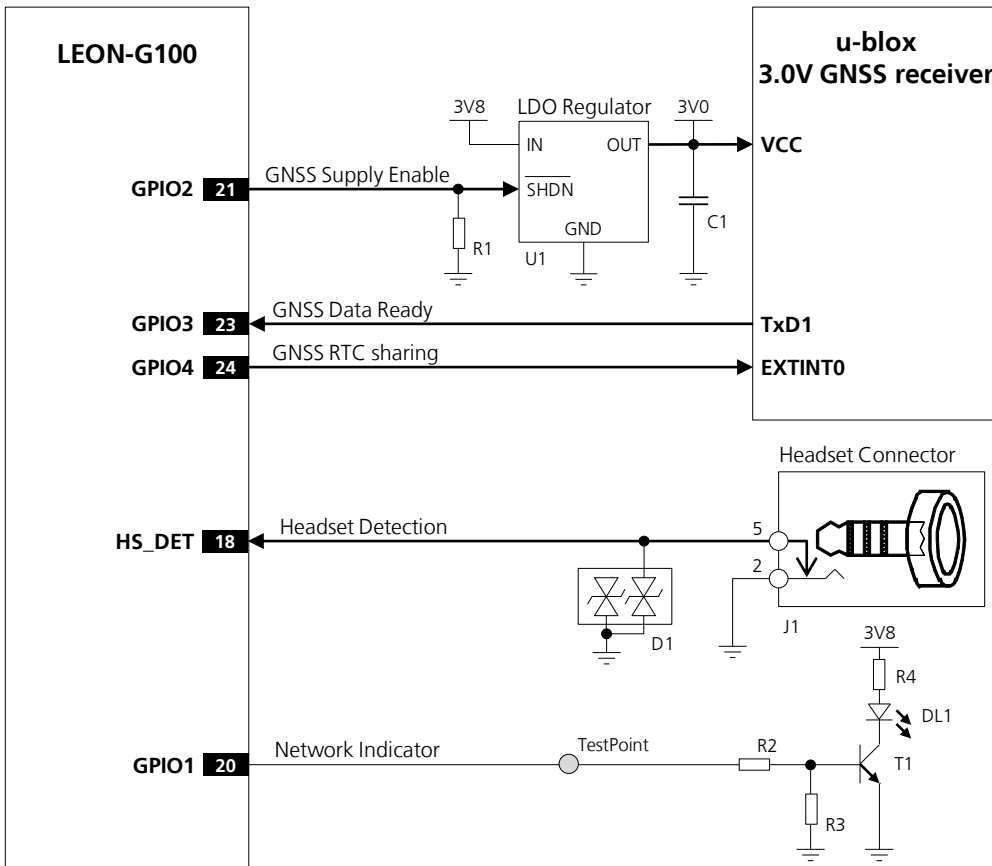 LEON-G100
u-blox
3.0V GNSS receiver
3V8
LDO Regulator
3V0
IN
OUT
VCC
GPIO2
21
GNSS Supply Enable
SHDN
R1
GND
U1
C1
GPIO3
23
GNSS Data Ready
TxD1
GPIO4
24
GNSS RTC sharing
EXTINT0
Headset Connector
HS_DET
18
Headset Detection
5
2
D1
J1
3V8
R4
DL1
GPIO1
20
Network Indicator
TestPoint
R2
T1
R3